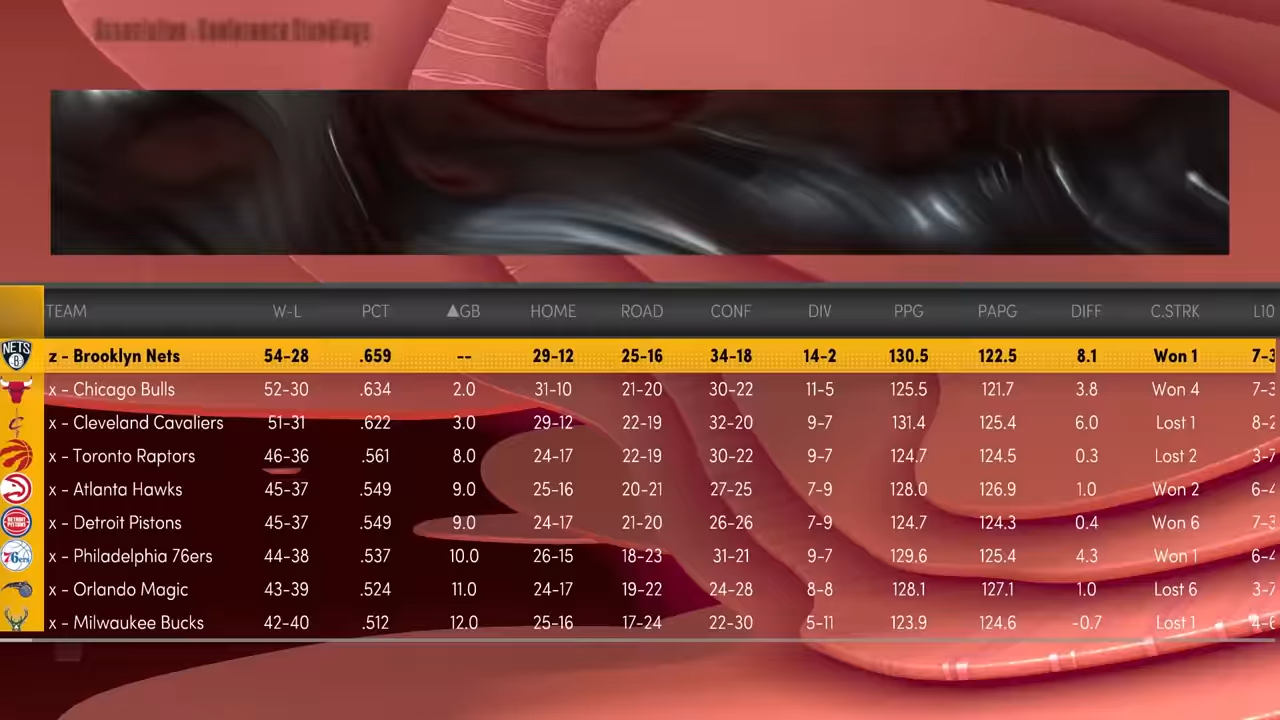 TEAM W-L PCT ▲GB HOME ROAD CONF DIV PPG PAPG DIFF C.STRK L10
z - Brooklyn Nets 54-28 .659 -- 29-12 25-16 34-18 14-2 130.5 122.5 8.1 Won 1 7-3
x - Chicago Bulls 52-30 .634 2.0 31-10 21-20 30-22 11-5 125.5 121.7 3.8 Won 4 7-3
x - Cleveland Cavaliers 51-31 .622 3.0 29-12 22-19 32-20 9-7 131.4 125.4 6.0 Lost 1 8-2
x - Toronto Raptors 46-36 .561 8.0 24-17 22-19 30-22 9-7 124.7 124.5 0.3 Lost 2 3-7
x - Atlanta Hawks 45-37 .549 9.0 25-16 20-21 27-25 7-9 128.0 126.9 1.0 Won 2 6-4
x - Detroit Pistons 45-37 .549 9.0 24-17 21-20 26-26 7-9 124.7 124.3 0.4 Won 6 7-3
x - Philadelphia 76ers 44-38 .537 10.0 26-15 18-23 31-21 9-7 129.6 125.4 4.3 Won 1 6-4
x - Orlando Magic 43-39 .524 11.0 24-17 19-22 24-28 8-8 128.1 127.1 1.0 Lost 6 3-7
x - Milwaukee Bucks 42-40 .512 12.0 25-16 17-24 22-30 5-11 123.9 124.6 -0.7 Lost 1 4-6